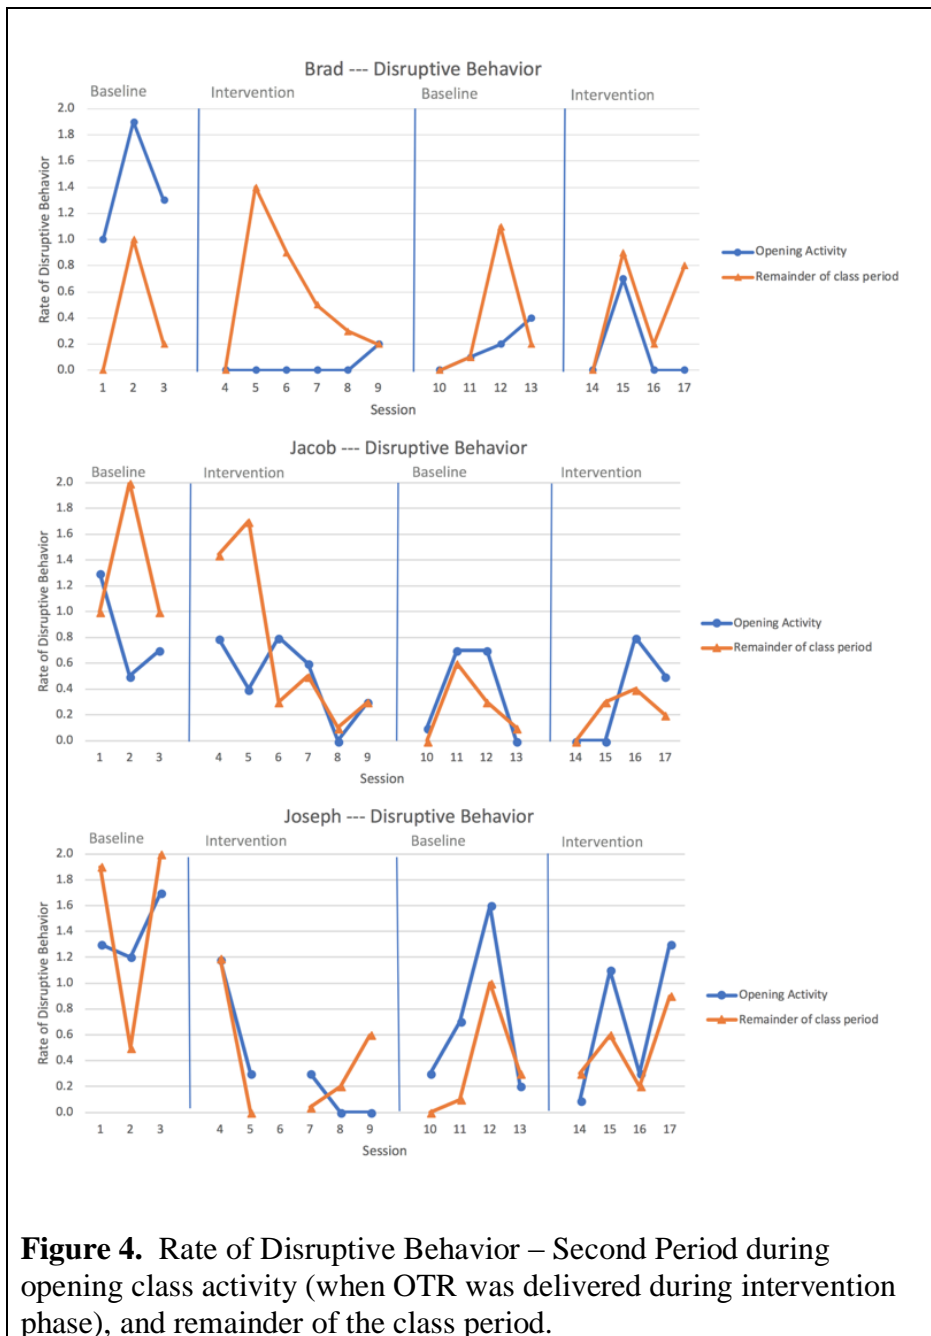 Brad --- Disruptive Behavior
Baseline Intervention Baseline Intervention
2.0
1.8
1.6
1.4
1.2
1.0
0.8
0.6
0.4
0.2
0.0
Rate of Disruptive Behavior
Opening Activity
Remainder of class period
1 2 3 4 5 6 7 8 9 10 11 12 13 14 15 16 17
Session
Jacob --- Disruptive Behavior
Baseline Intervention Baseline Intervention
2.0
1.8
1.6
1.4
1.2
1.0
0.8
0.6
0.4
0.2
0.0
Rate of Disruptive Behavior
Opening Activity
Remainder of class period
1 2 3 4 5 6 7 8 9 10 11 12 13 14 15 16 17
Session
Joseph --- Disruptive Behavior
Baseline Intervention Baseline Intervention
2.0
1.8
1.6
1.4
1.2
1.0
0.8
0.6
0.4
0.2
0.0
Rate of Disruptive Behavior
Opening Activity
Remainder of class period
1 2 3 4 5 6 7 8 9 10 11 12 13 14 15 16 17
Session
Figure 4. Rate of Disruptive Behavior – Second Period during
opening class activity (when OTR was delivered during intervention
phase), and remainder of the class period.